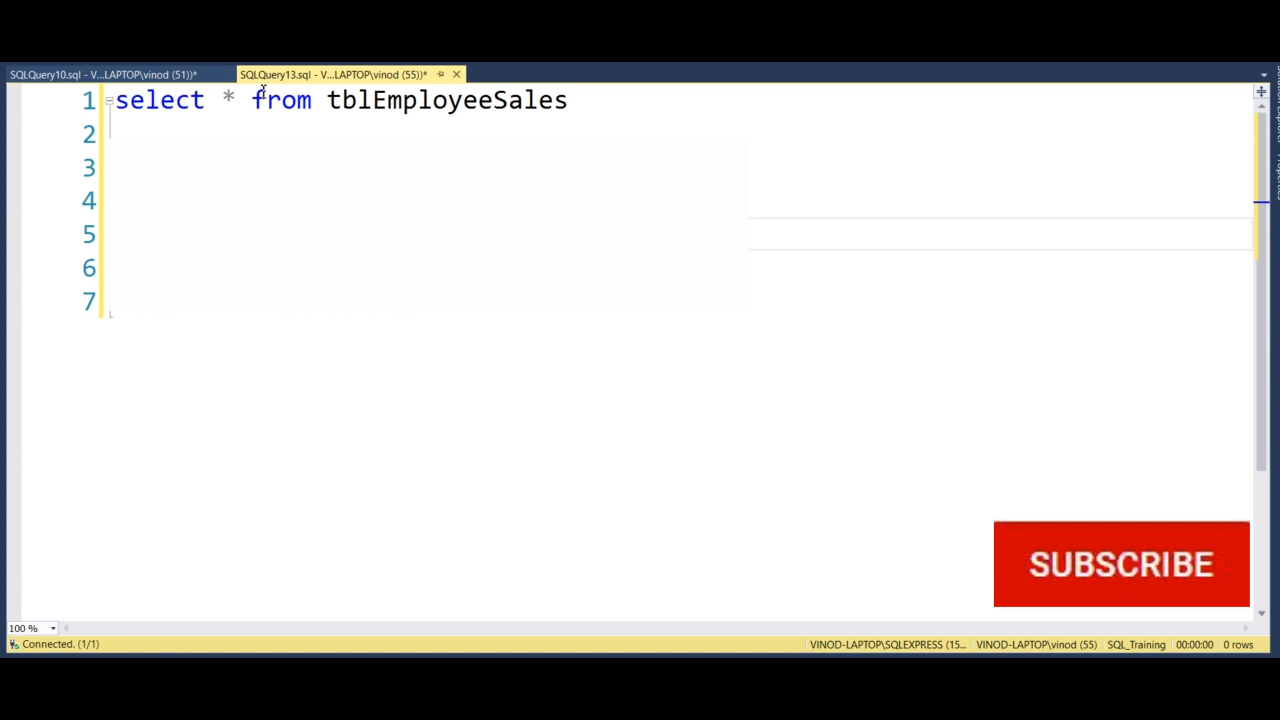 SQLQuery10.sql - V...LAPTOP\vinod (51))*
SQLQuery13.sql - V...LAPTOP\vinod (55))*
1 select * from tblEmployeeSales
2
3
4
5
6
7
SUBSCRIBE
100 %
Connected. (1/1)
VINOD-LAPTOP\SQLEXPRESS (15... VINOD-LAPTOP\vinod (55) SQL_Training 00:00:00 0 rows
Properties